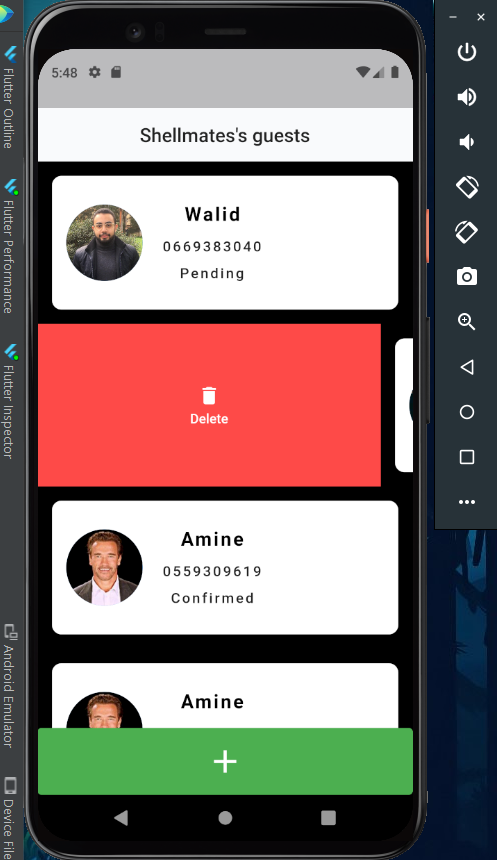 5:48
Shellmates's guests
Walid
0669383040
Pending
Delete
Amine
0559309619
Confirmed
Amine
Flutter Outline
Flutter Performance
Flutter Inspector
Android Emulator
Device File